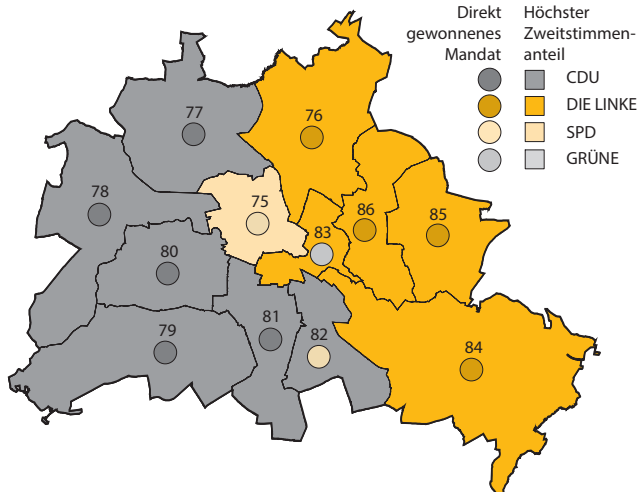 Direkt
gewonnenes
Mandat
Höchster
Zweitstimmen-
anteil
CDU
DIE LINKE
SPD
GRÜNE
77
76
78
75
83
86
85
80
79
81
82
84